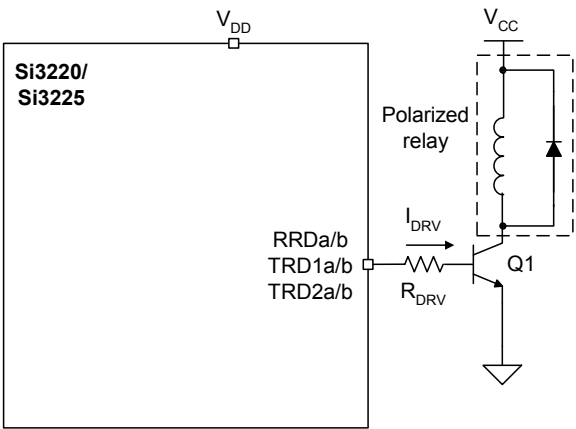 V_DD
V_CC
Si3220/
Si3225
Polarized
relay
I_DRV
RRDa/b
TRD1a/b
TRD2a/b
R_DRV
Q1